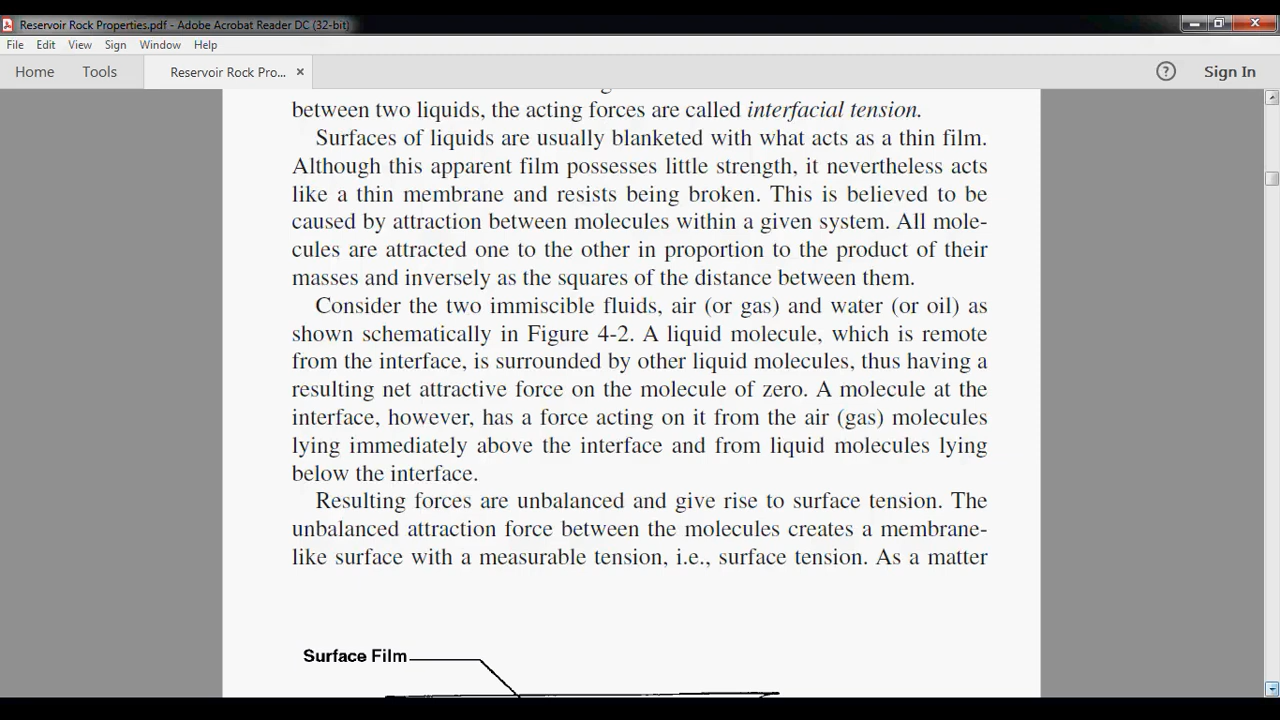 Reservoir Rock Properties.pdf - Adobe Acrobat Reader DC (32-bit)
File Edit View Sign Window Help
Home Tools Reservoir Rock Pro... × ? Sign In
between two liquids, the acting forces are called interfacial tension.
Surfaces of liquids are usually blanketed with what acts as a thin film.
Although this apparent film possesses little strength, it nevertheless acts
like a thin membrane and resists being broken. This is believed to be
caused by attraction between molecules within a given system. All mole-
cules are attracted one to the other in proportion to the product of their
masses and inversely as the squares of the distance between them.
Consider the two immiscible fluids, air (or gas) and water (or oil) as
shown schematically in Figure 4-2. A liquid molecule, which is remote
from the interface, is surrounded by other liquid molecules, thus having a
resulting net attractive force on the molecule of zero. A molecule at the
interface, however, has a force acting on it from the air (gas) molecules
lying immediately above the interface and from liquid molecules lying
below the interface.
Resulting forces are unbalanced and give rise to surface tension. The
unbalanced attraction force between the molecules creates a membrane-
like surface with a measurable tension, i.e., surface tension. As a matter
Surface Film